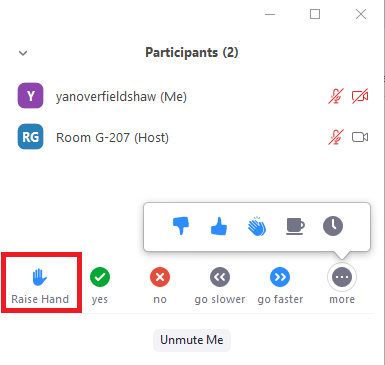 Participants (2)
Y yanoverfieldshaw (Me)
RG Room G-207 (Host)
Raise Hand yes no go slower go faster more
Unmute Me